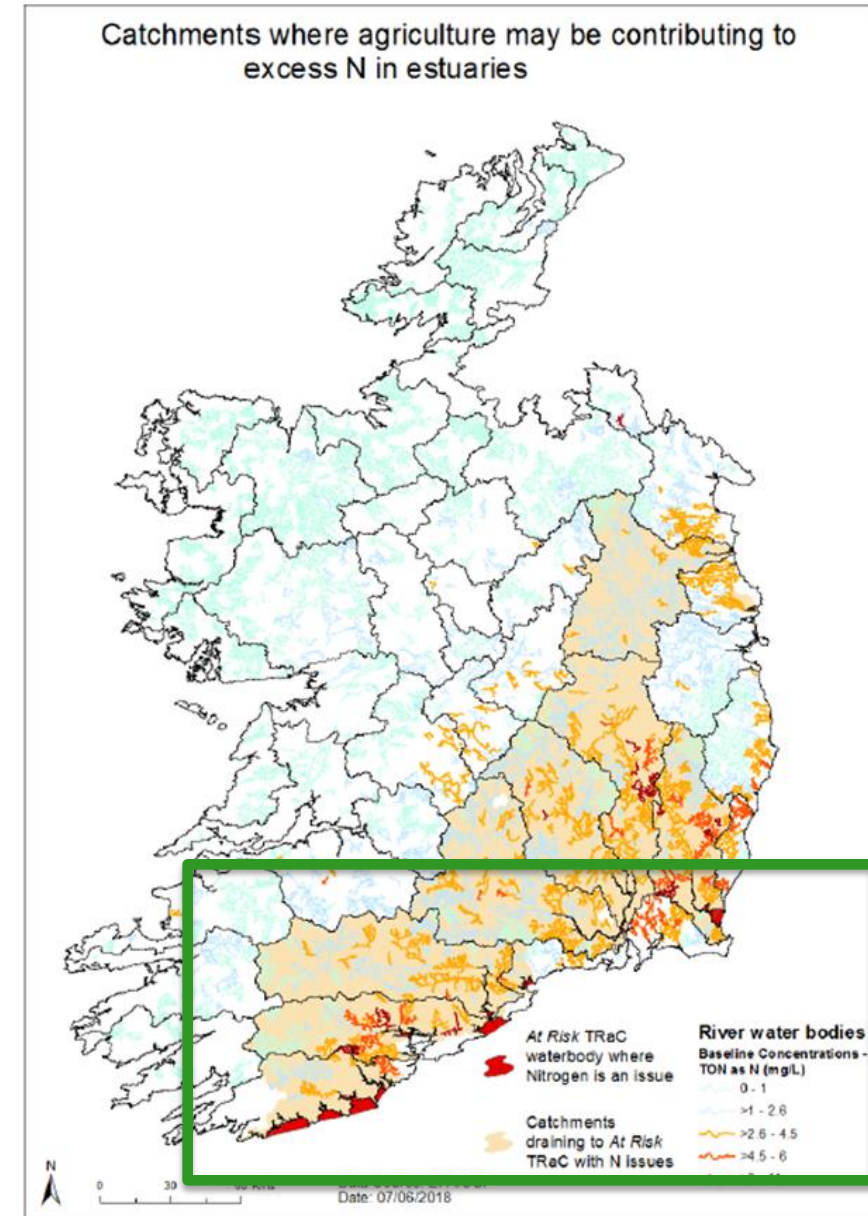 Catchments where agriculture may be contributing to
excess N in estuaries
At Risk TRaC
waterbody where
Nitrogen is an issue
Catchments
draining to At Risk
TRaC with N issues
River water bodies
Baseline Concentrations -
TON as N (mg/L)
0 - 1
>1 - 2.6
>2.6 - 4.5
>4.5 - 6
N
0 30
Date: 07/06/2018